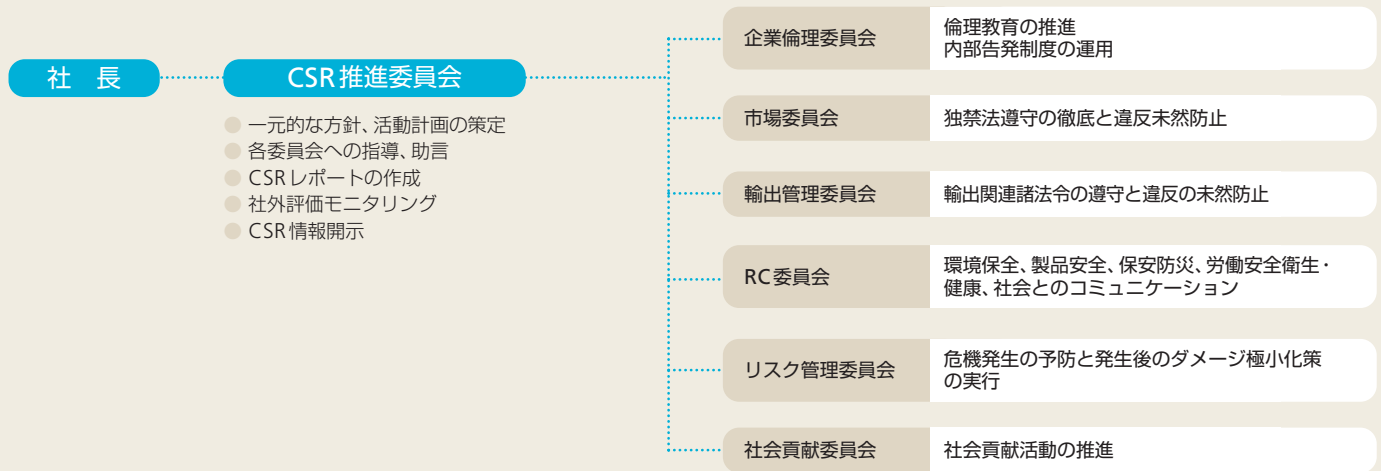 社 長
CSR推進委員会
● 一元的な方針、活動計画の策定
● 各委員会への指導、助言
● CSRレポートの作成
● 社外評価モニタリング
● CSR情報開示
企業倫理委員会
倫理教育の推進
内部告発制度の運用
市場委員会
独禁法遵守の徹底と違反未然防止
輸出管理委員会
輸出関連諸法令の遵守と違反の未然防止
RC委員会
環境保全、製品安全、保安防災、労働安全衛生・
健康、社会とのコミュニケーション
リスク管理委員会
危機発生の予防と発生後のダメージ極小化策
の実行
社会貢献委員会
社会貢献活動の推進